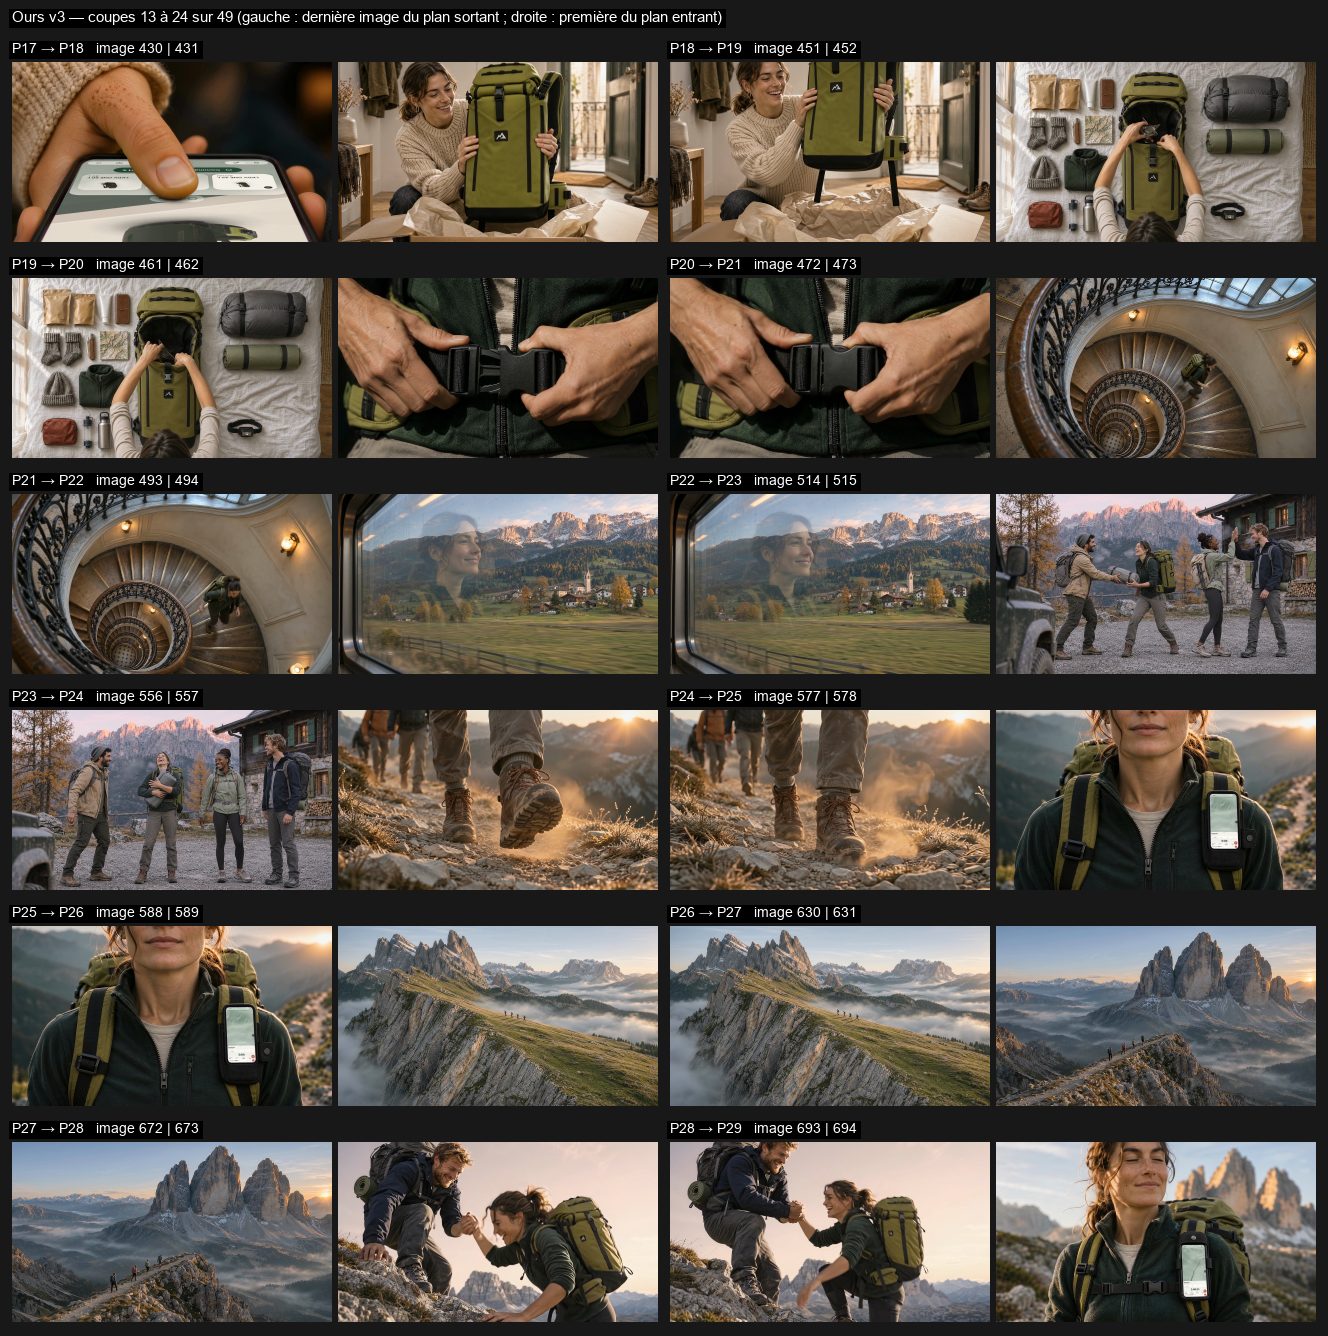 Ours v3 — coupes 13 à 24 sur 49 (gauche : dernière image du plan sortant ; droite : première du plan entrant)
P17 → P18 image 430 | 431
P18 → P19 image 451 | 452
P19 → P20 image 461 | 462
P20 → P21 image 472 | 473
P21 → P22 image 493 | 494
P22 → P23 image 514 | 515
P23 → P24 image 556 | 557
P24 → P25 image 577 | 578
P25 → P26 image 588 | 589
P26 → P27 image 630 | 631
P27 → P28 image 672 | 673
P28 → P29 image 693 | 694